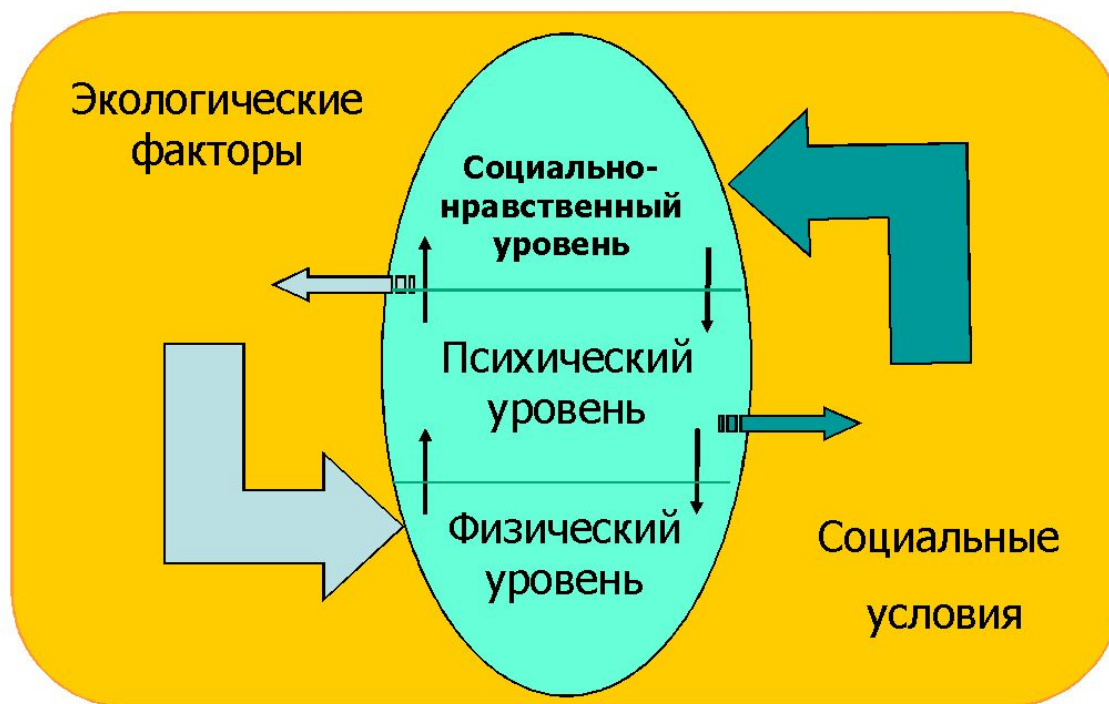 Экологические
факторы
Социально-
нравственный
уровень
Психический
уровень
Физический
уровень
Социальные
условия